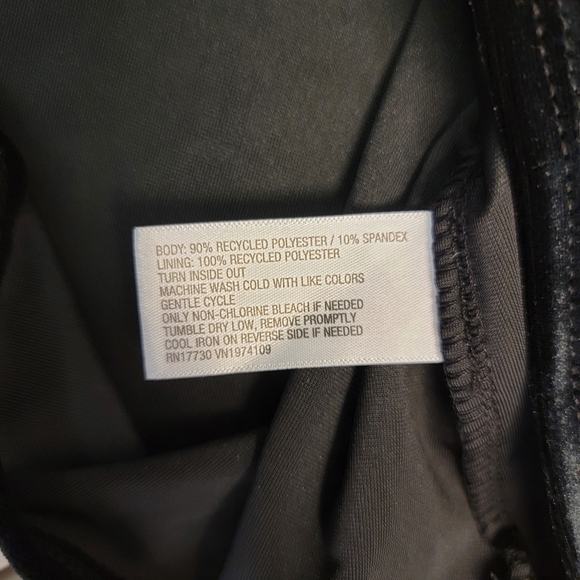 BODY: 90% RECYCLED POLYESTER / 10% SPANDEX
LINING: 100% RECYCLED POLYESTER
TURN INSIDE OUT
MACHINE WASH COLD WITH LIKE COLORS
GENTLE CYCLE
ONLY NON-CHLORINE BLEACH IF NEEDED
TUMBLE DRY LOW, REMOVE PROMPTLY
COOL IRON ON REVERSE SIDE IF NEEDED
RN17730 VN1974109